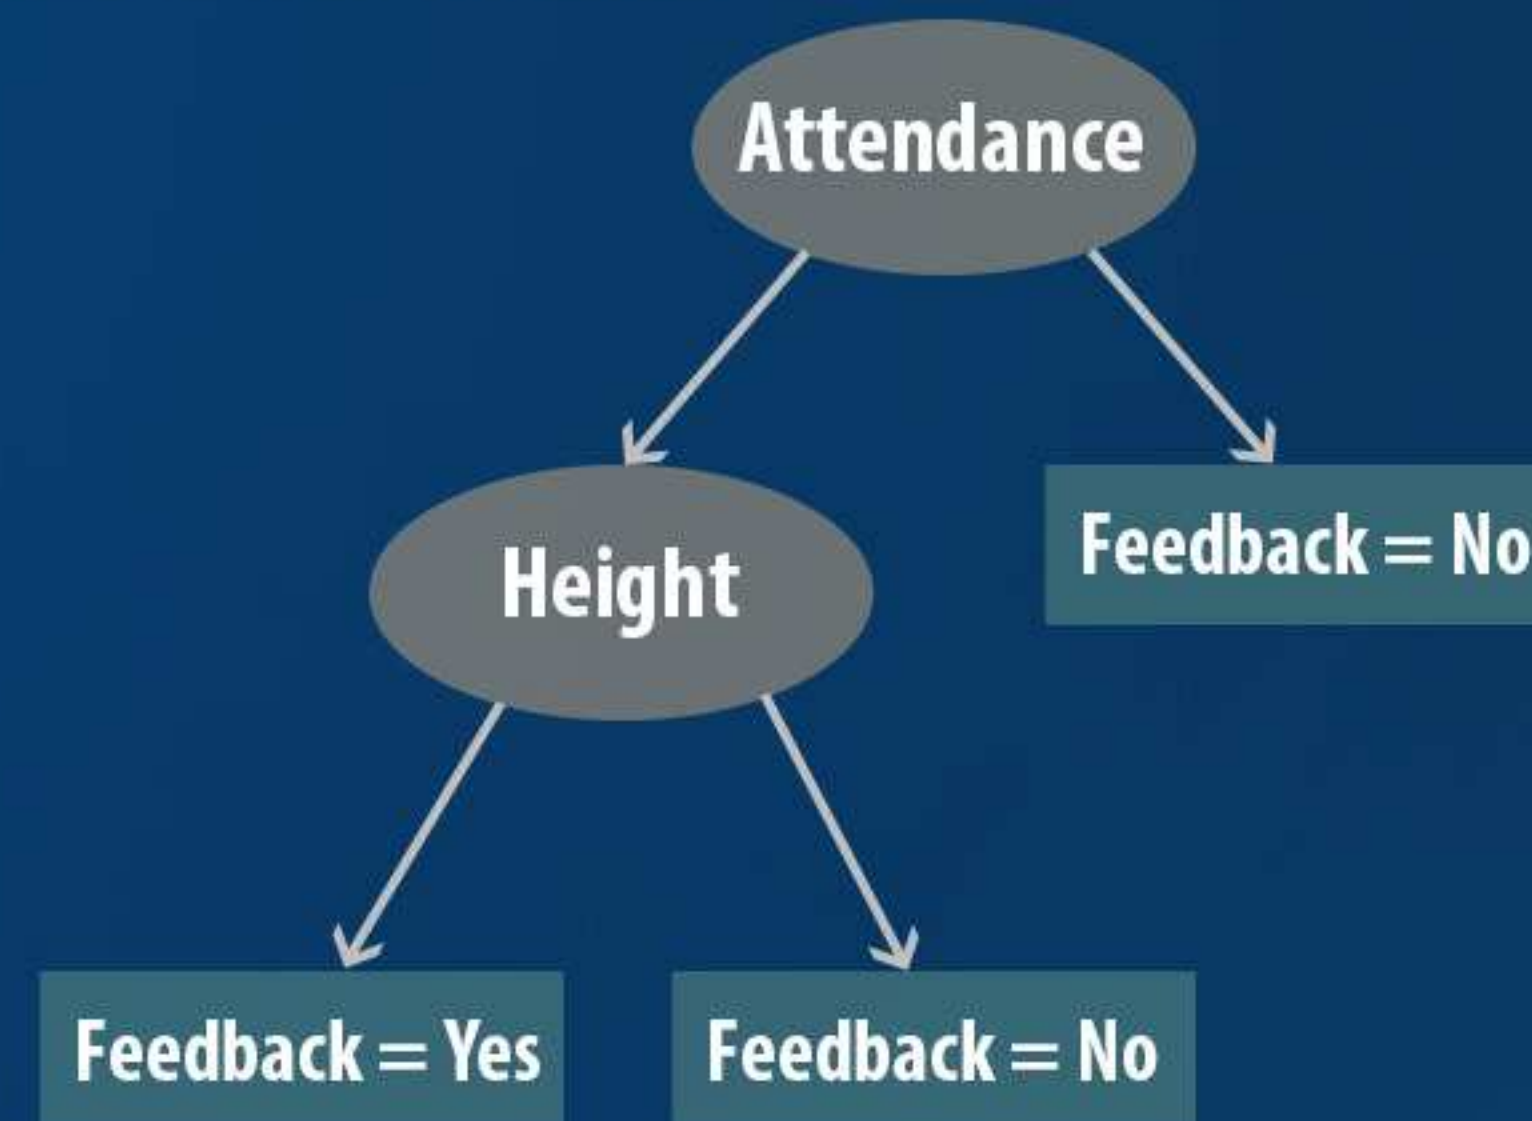 Attendance
Height
Feedback = No
Feedback = Yes
Feedback = No